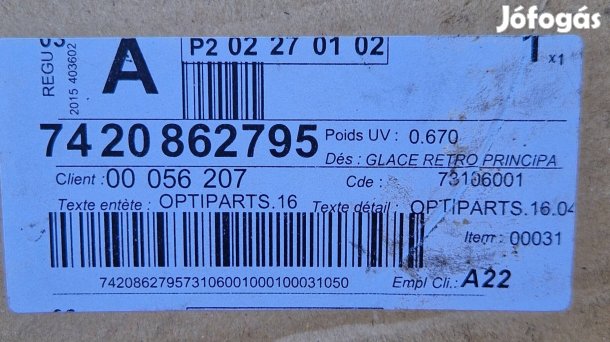 Jófogás
REGU
2015 403602
A
P2 02 27 01 02
1 x1
74 20 862795
Poids UV : 0.670
Dés : GLACE RETRO PRINCIPA
Client : 00 056 207
Cde : 73106001
Texte entète : OPTIPARTS.16
Texte détail : OPTIPARTS.16.04
Item : 00031
742086279573106001000100031050
Empl Cli.: A22